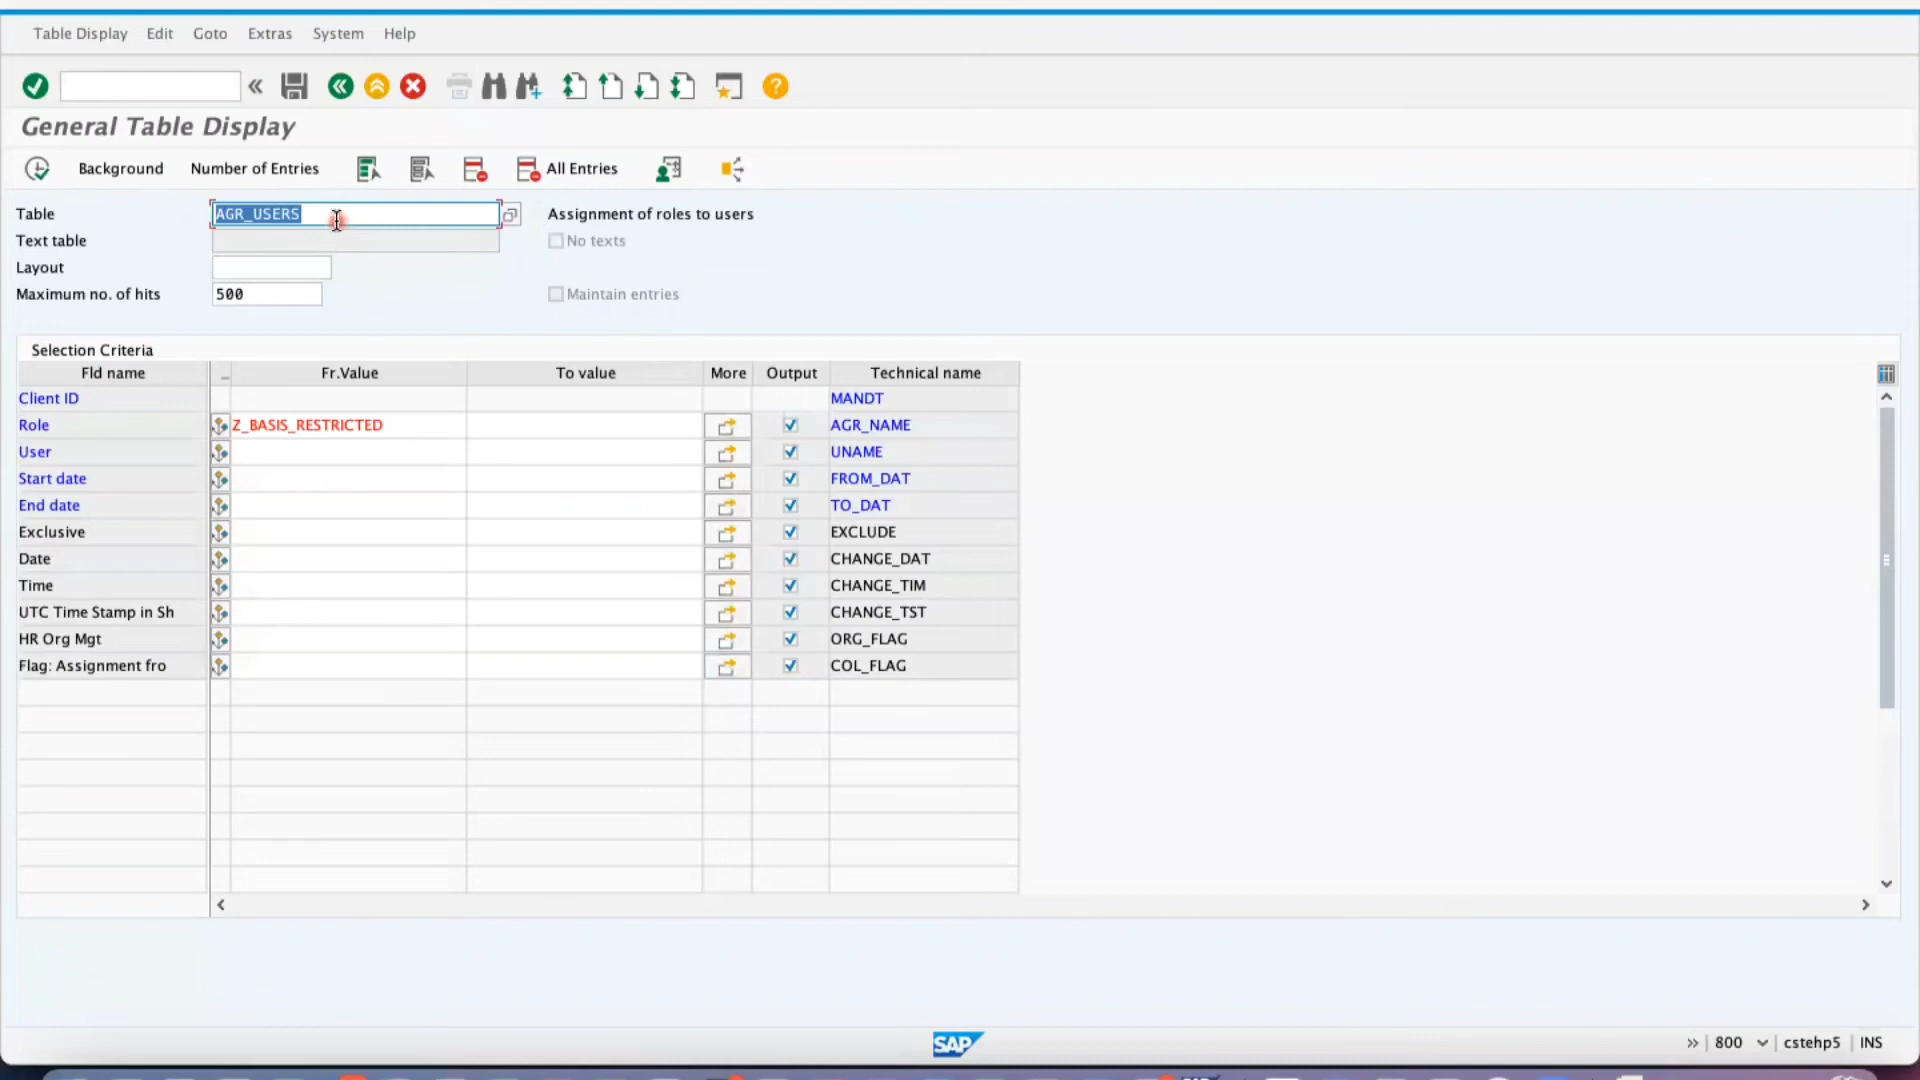 Table Display Edit Goto Extras System Help
General Table Display
Background Number of Entries All Entries
Table AGR_USERS Assignment of roles to users
Text table No texts
Layout
Maximum no. of hits 500 Maintain entries
Selection Criteria
Fld name Fr.Value To value More Output Technical name
Client ID MANDT
Role Z_BASIS_RESTRICTED AGR_NAME
User UNAME
Start date FROM_DAT
End date TO_DAT
Exclusive EXCLUDE
Date CHANGE_DAT
Time CHANGE_TIM
UTC Time Stamp in Sh CHANGE_TST
HR Org Mgt ORG_FLAG
Flag: Assignment fro COL_FLAG
SAP 800 cstehp5 INS